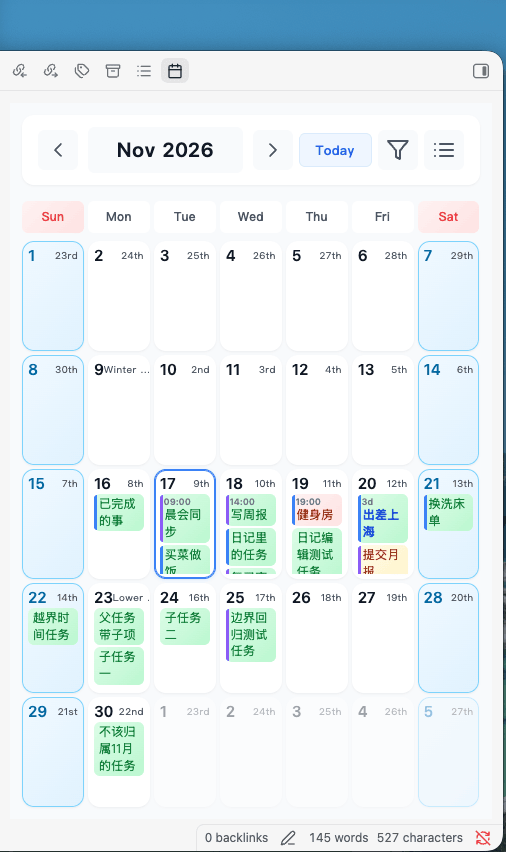 Nov 2026
Today
Sun Mon Tue Wed Thu Fri Sat
1 23rd 2 24th 3 25th 4 26th 5 27th 6 28th 7 29th
8 30th 9 Winter ... 10 2nd 11 3rd 12 4th 13 5th 14 6th
15 7th 16 8th 17 9th 18 10th 19 11th 20 12th 21 13th
已完成
的事
09:00
晨会同
步
买菜做
饭
14:00
写周报
日记里
的任务
19:00
健身房
日记编
辑测试
任务
3d
出差上
海
提交月
报
换洗床
单
22 14th 23 Lower . 24 16th 25 17th 26 18th 27 19th 28 20th
越界时
间任务
父任务
带子项
子任务
一
子任务
二
边界回
归测试
任务
29 21st 30 22nd 1 23rd 2 24th 3 25th 4 26th 5 27th
不该归
属11月
的任务
0 backlinks 145 words 527 characters